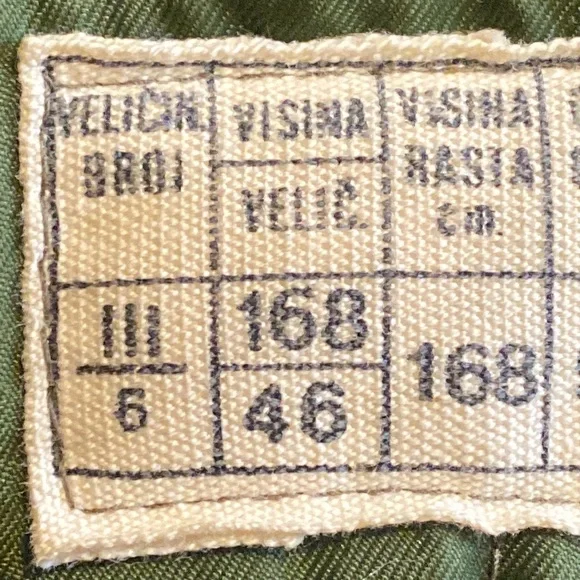 VELIČIN.
BROJ
VISINA
VELIČ.
VISINA
RASTA
cm.
III
6
168
46
168